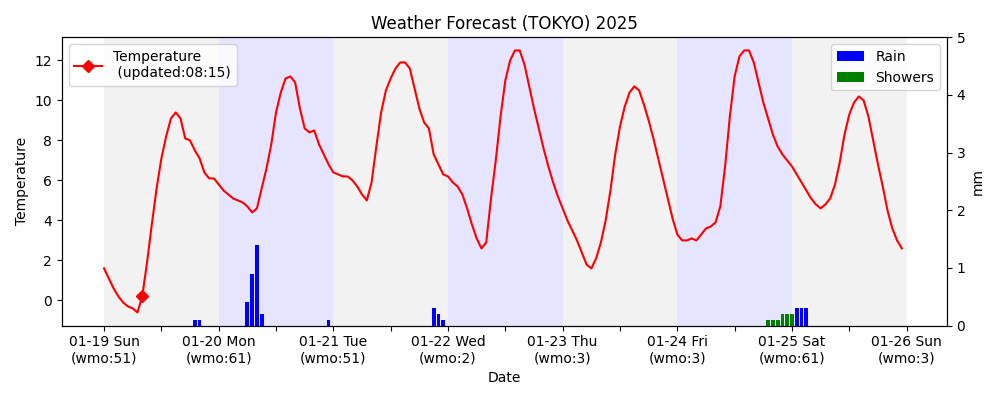 Weather Forecast (TOKYO) 2025
Temperature
(updated:08:15)
Rain
Showers
Temperature
12
10
8
6
4
2
0
5
4
3
2
1
0
mm
01-19 Sun
(wmo:51)
01-20 Mon
(wmo:61)
01-21 Tue
(wmo:51)
01-22 Wed
(wmo:2)
01-23 Thu
(wmo:3)
01-24 Fri
(wmo:3)
01-25 Sat
(wmo:61)
01-26 Sun
(wmo:3)
Date